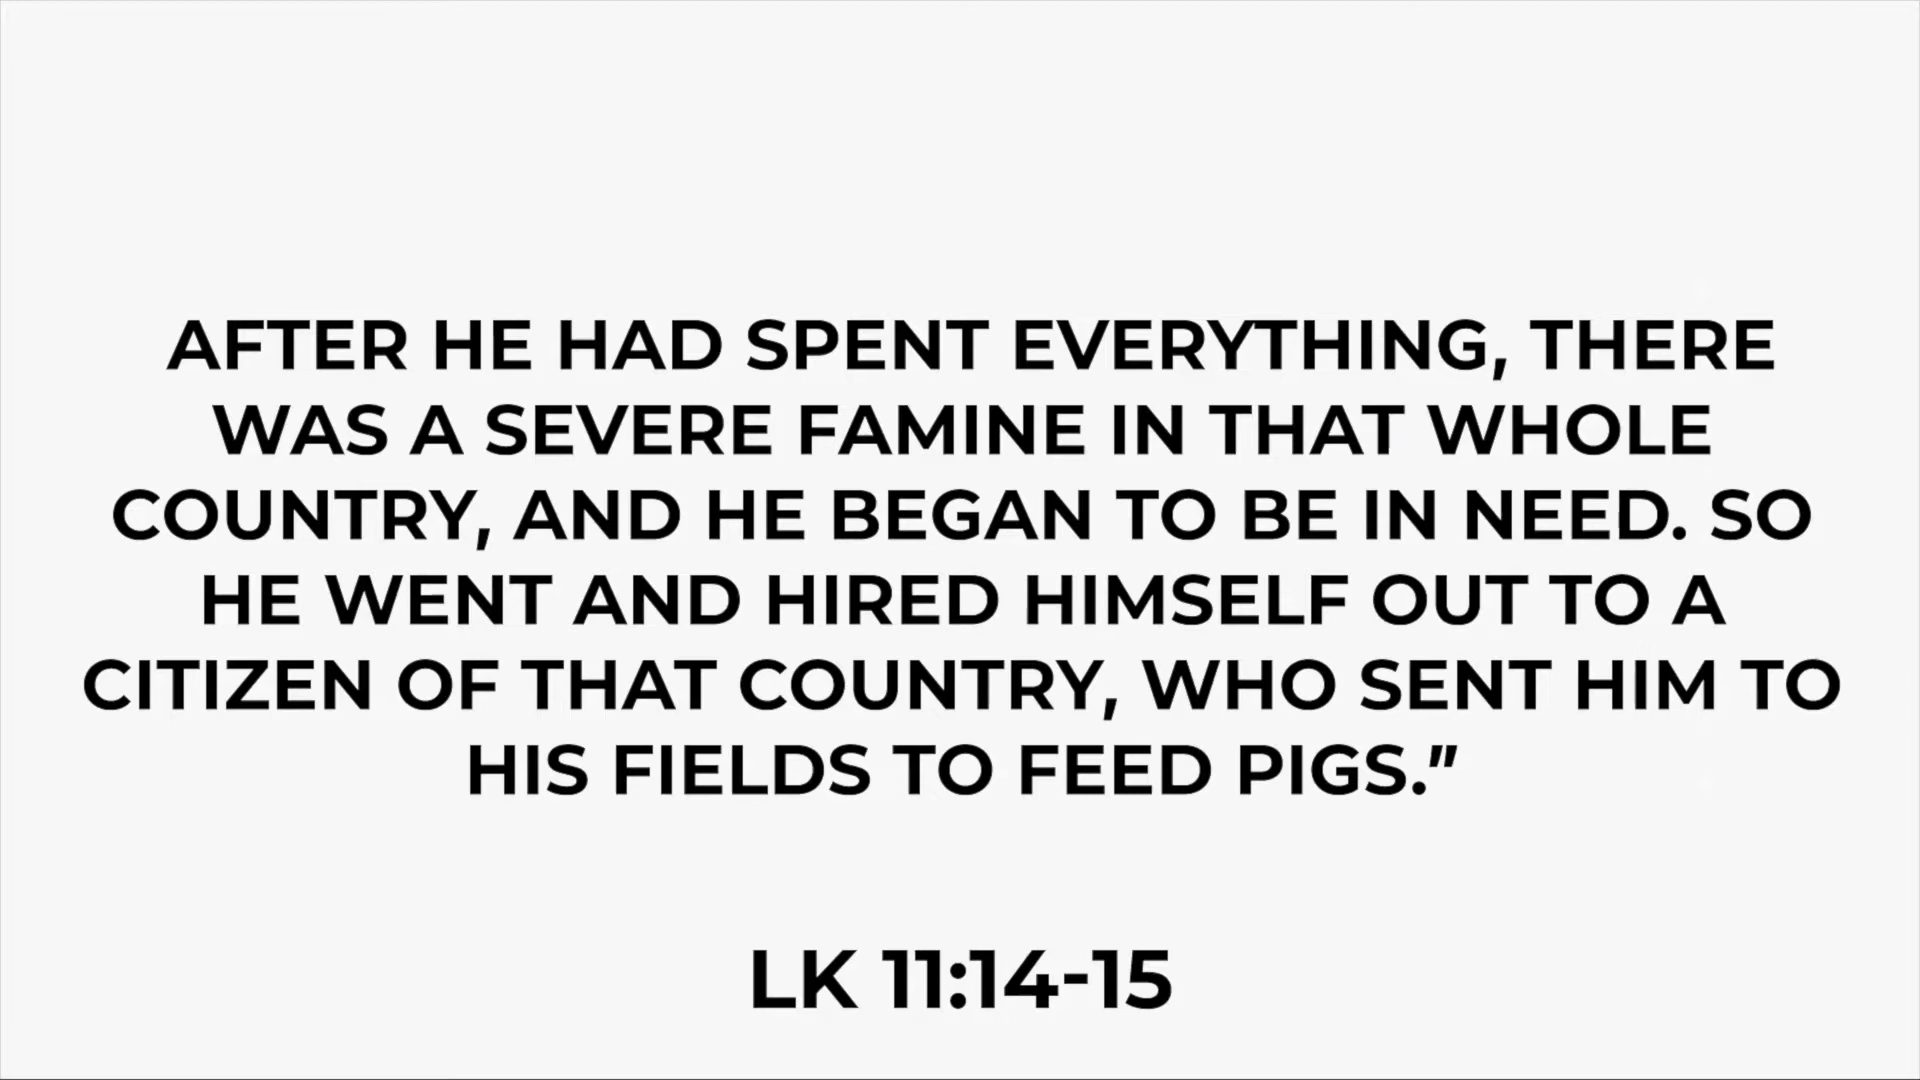 AFTER HE HAD SPENT EVERYTHING, THERE
WAS A SEVERE FAMINE IN THAT WHOLE
COUNTRY, AND HE BEGAN TO BE IN NEED. SO
HE WENT AND HIRED HIMSELF OUT TO A
CITIZEN OF THAT COUNTRY, WHO SENT HIM TO
HIS FIELDS TO FEED PIGS.”
LK 11:14-15